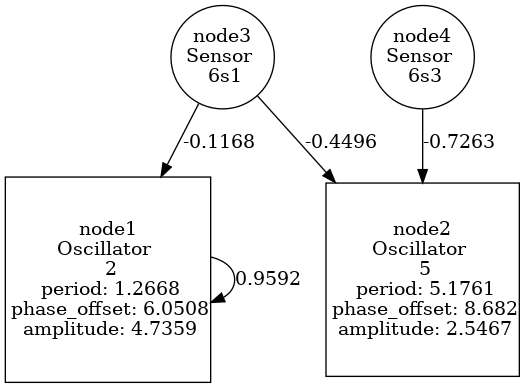 node3
Sensor
6s1
node4
Sensor
6s3
-0.1168
-0.4496
-0.7263
node1
Oscillator
2
period: 1.2668
phase_offset: 6.0508
amplitude: 4.7359
0.9592
node2
Oscillator
5
period: 5.1761
phase_offset: 8.682
amplitude: 2.5467